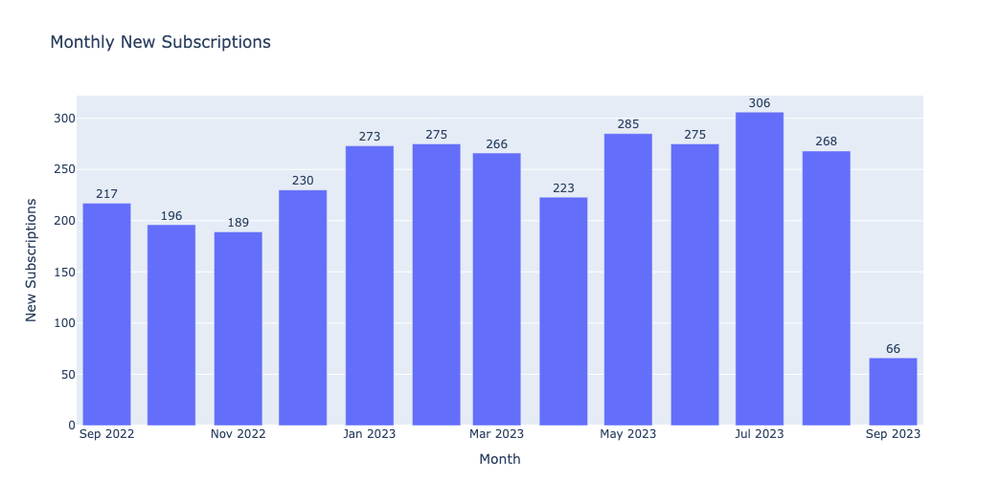 Monthly New Subscriptions
306
300
285
273
275
275
266
268
250
230
223
217
196
200
189
150
100
66
50
0
Sep 2022
Nov 2022
Jan 2023
Mar 2023
May 2023
Jul 2023
Sep 2023
New Subscriptions
Month